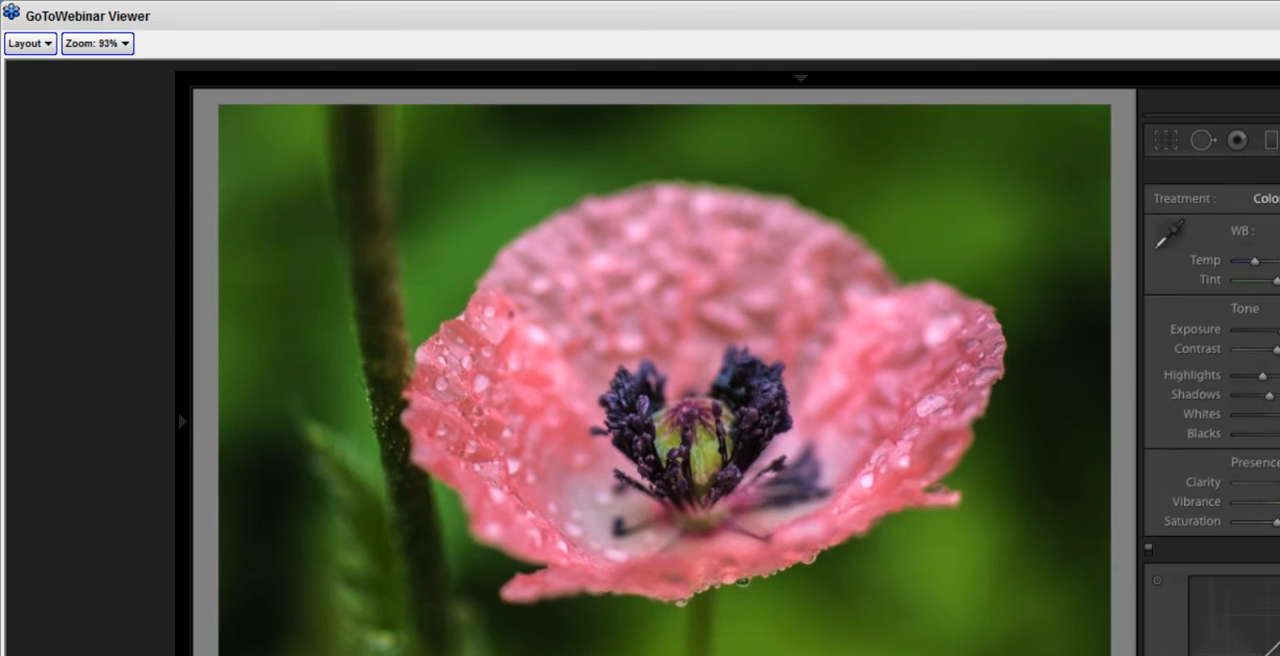 GoToWebinar Viewer
Layout Zoom: 93%
Treatment : Colo
WB :
Temp
Tint
Tone
Exposure
Contrast
Highlights
Shadows
Whites
Blacks
Presence
Clarity
Vibrance
Saturation